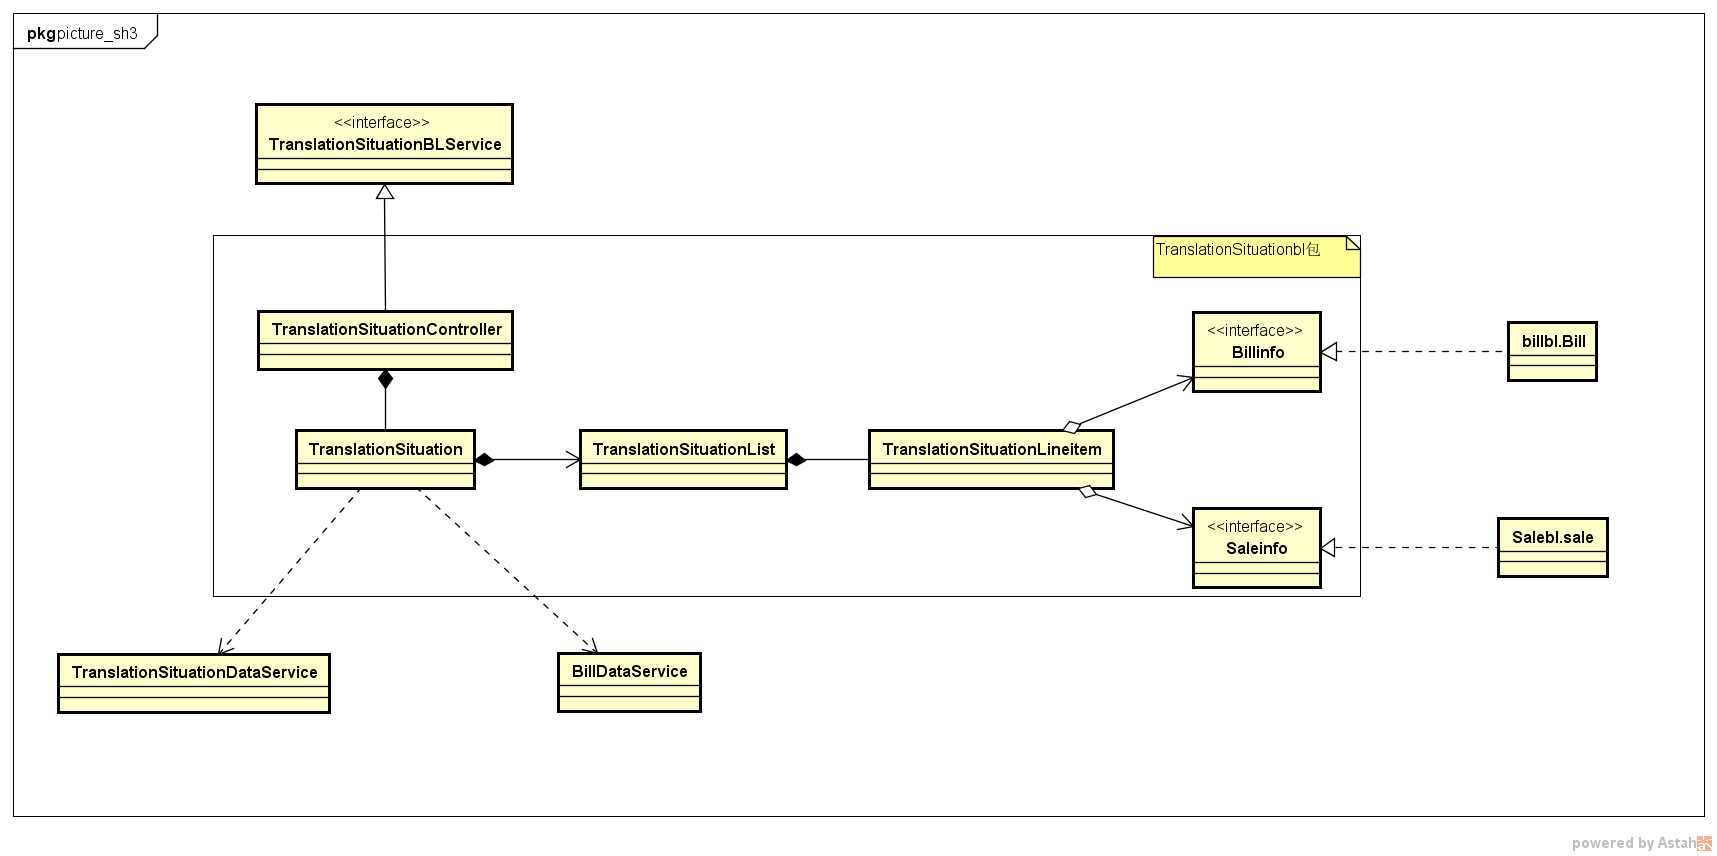 pkg picture_sh3
<<interface>>
TranslationSituationBLService
TranslationSituationbl包
TranslationSituationController
<<interface>>
Billinfo
billbl.Bill
TranslationSituation
TranslationSituationList
TranslationSituationLineitem
<<interface>>
Saleinfo
Salebl.sale
TranslationSituationDataService
BillDataService
powered by Astah